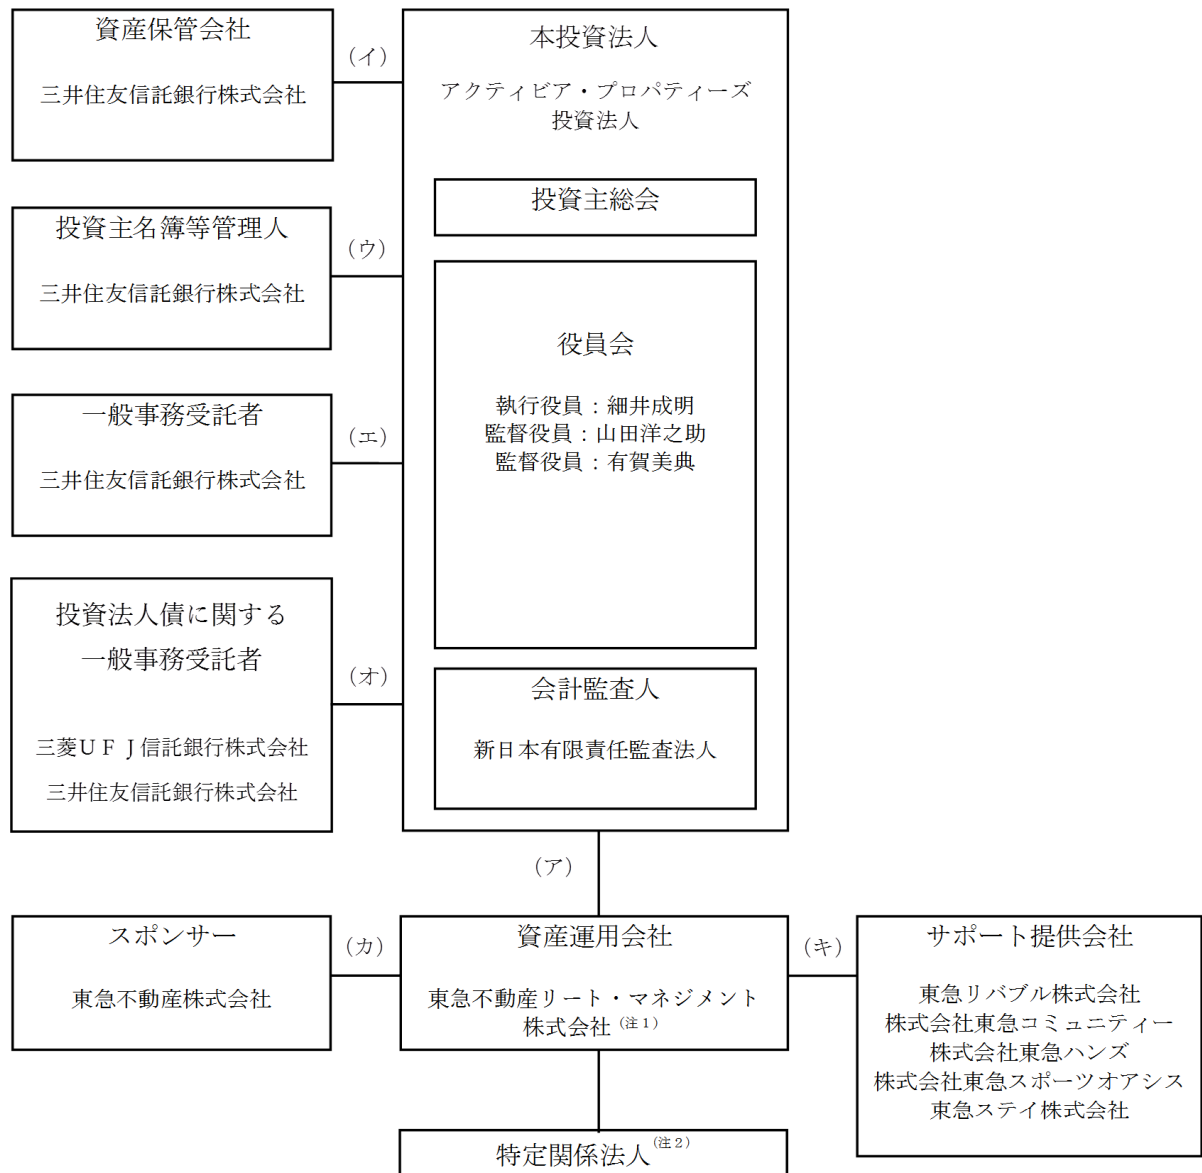 資産保管会社
三井住友信託銀行株式会社
(イ)
本投資法人
アクティビア・プロパティーズ
投資法人
投資主総会
投資主名簿等管理人
三井住友信託銀行株式会社
(ウ)
役員会
執行役員：細井成明
監督役員：山田洋之助
監督役員：有賀美典
一般事務受託者
三井住友信託銀行株式会社
(エ)
投資法人債に関する
一般事務受託者
三菱ＵＦＪ信託銀行株式会社
三井住友信託銀行株式会社
(オ)
会計監査人
新日本有限責任監査法人
(ア)
スポンサー
東急不動産株式会社
(カ)
資産運用会社
東急不動産リート・マネジメント
株式会社(注１)
(キ)
サポート提供会社
東急リバブル株式会社
株式会社東急コミュニティー
株式会社東急ハンズ
株式会社東急スポーツオアシス
東急ステイ株式会社
特定関係法人(注２)